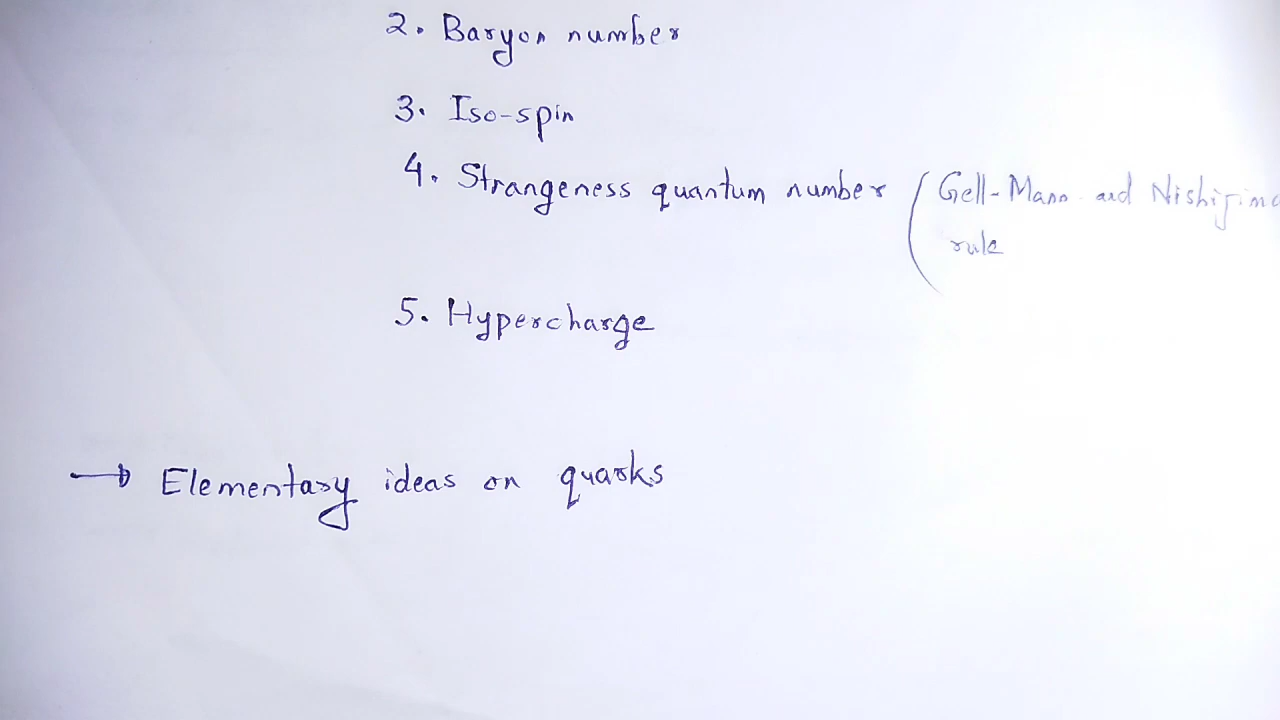 2. Baryon number
3. Iso-spin
4. Strangeness quantum number (Gell-Mann and Nishijima
rule
5. Hypercharge
→ Elementary ideas on quarks